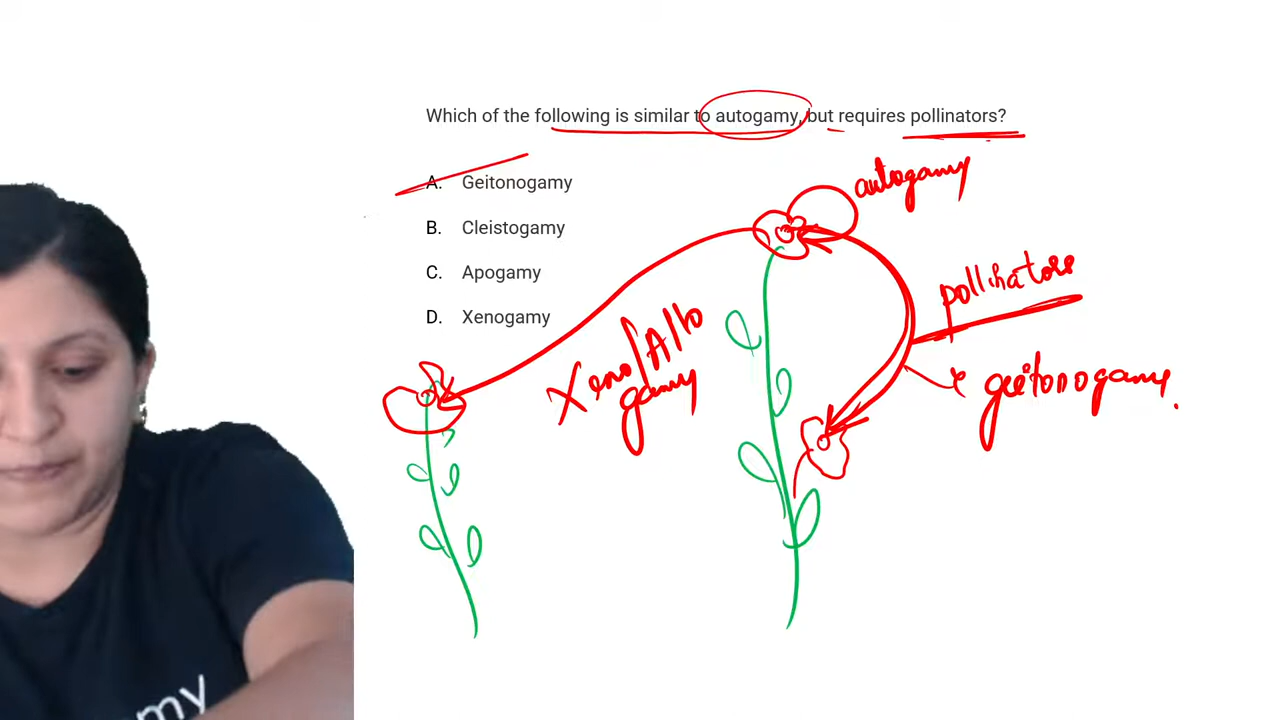 Which of the following is similar to autogamy, but requires pollinators?
A. Geitonogamy
B. Cleistogamy
C. Apogamy
D. Xenogamy
autogamy
pollinators
Xeno/Allo
gamy
geitonogamy.
my